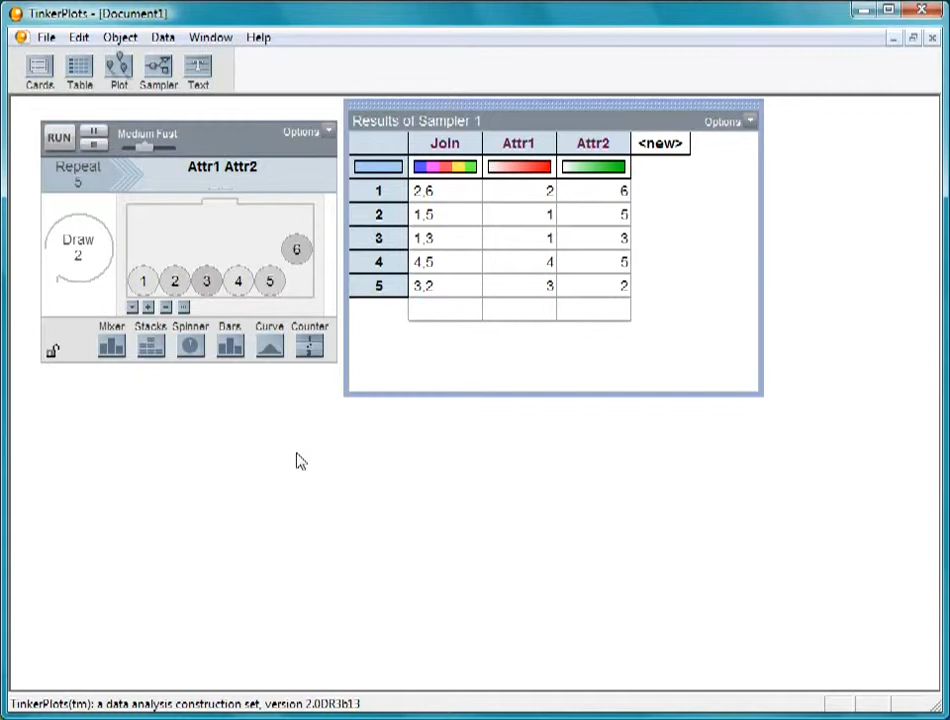 TinkerPlots - [Document1]
File Edit Object Data Window Help
Cards Table Plot Sampler Text
RUN Medium Fast Options
Repeat 5 Attr1 Attr2
Draw 2
6
1 2 3 4 5
Mixer Stacks Spinner Bars Curve Counter
Results of Sampler 1 Options
Join Attr1 Attr2 <new>
1 2,6 2 6
2 1,5 1 5
3 1,3 1 3
4 4,5 4 5
5 3,2 3 2
TinkerPlots(tm): a data analysis construction set, version 2.0DR3b13